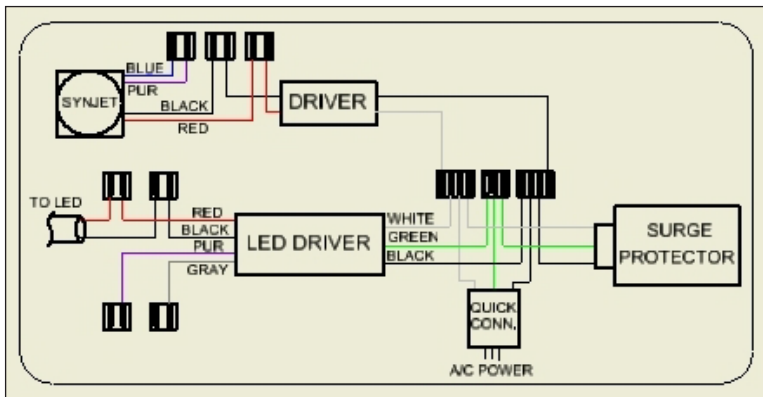 BLUE
PUR
SYNJET
BLACK
RED
DRIVER
TO LED
RED
BLACK
PUR
GRAY
LED DRIVER
WHITE
GREEN
BLACK
SURGE
PROTECTOR
QUICK
CONN.
A/C POWER